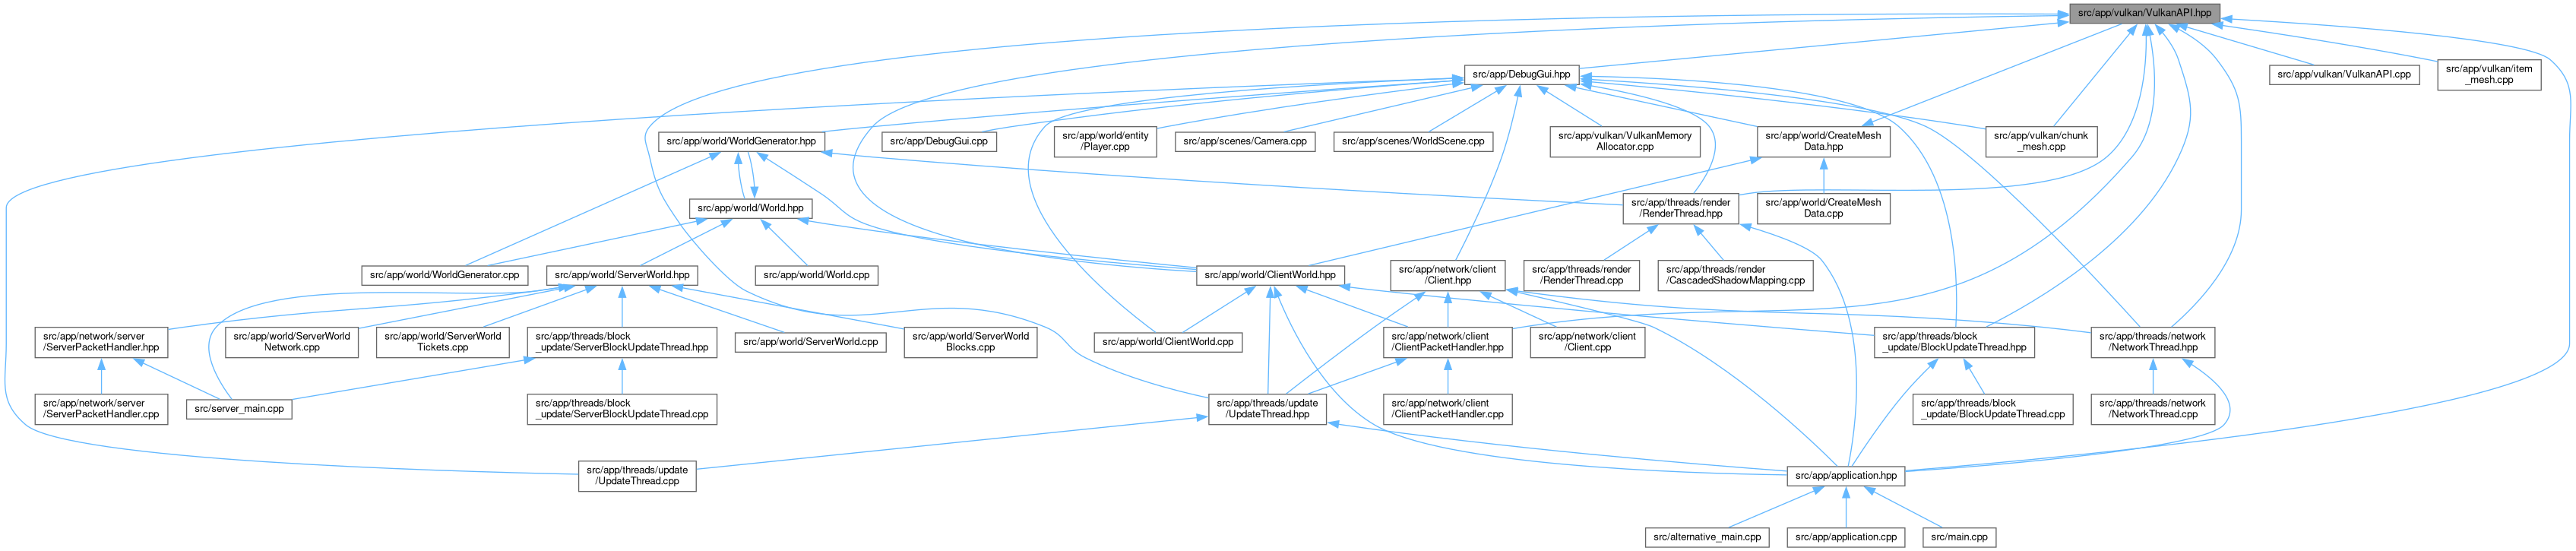 src/app/vulkan/VulkanAPI.hpp
src/app/DebugGui.hpp
src/app/vulkan/VulkanAPI.cpp
src/app/vulkan/item
_mesh.cpp
src/app/world/WorldGenerator.hpp
src/app/DebugGui.cpp
src/app/world/entity
/Player.cpp
src/app/scenes/Camera.cpp
src/app/scenes/WorldScene.cpp
src/app/vulkan/VulkanMemory
Allocator.cpp
src/app/world/CreateMesh
Data.hpp
src/app/vulkan/chunk
_mesh.cpp
src/app/world/World.hpp
src/app/threads/render
/RenderThread.hpp
src/app/world/CreateMesh
Data.cpp
src/app/world/WorldGenerator.cpp
src/app/world/ServerWorld.hpp
src/app/world/World.cpp
src/app/world/ClientWorld.hpp
src/app/network/client
/Client.hpp
src/app/threads/render
/RenderThread.cpp
src/app/threads/render
/CascadedShadowMapping.cpp
src/app/network/server
/ServerPacketHandler.hpp
src/app/world/ServerWorld
Network.cpp
src/app/world/ServerWorld
Tickets.cpp
src/app/threads/block
_update/ServerBlockUpdateThread.hpp
src/app/world/ServerWorld.cpp
src/app/world/ServerWorld
Blocks.cpp
src/app/world/ClientWorld.cpp
src/app/network/client
/ClientPacketHandler.hpp
src/app/network/client
/Client.cpp
src/app/threads/block
_update/BlockUpdateThread.hpp
src/app/threads/network
/NetworkThread.hpp
src/app/network/server
/ServerPacketHandler.cpp
src/server_main.cpp
src/app/threads/block
_update/ServerBlockUpdateThread.cpp
src/app/threads/update
/UpdateThread.hpp
src/app/network/client
/ClientPacketHandler.cpp
src/app/threads/block
_update/BlockUpdateThread.cpp
src/app/threads/network
/NetworkThread.cpp
src/app/threads/update
/UpdateThread.cpp
src/app/application.hpp
src/alternative_main.cpp
src/app/application.cpp
src/main.cpp